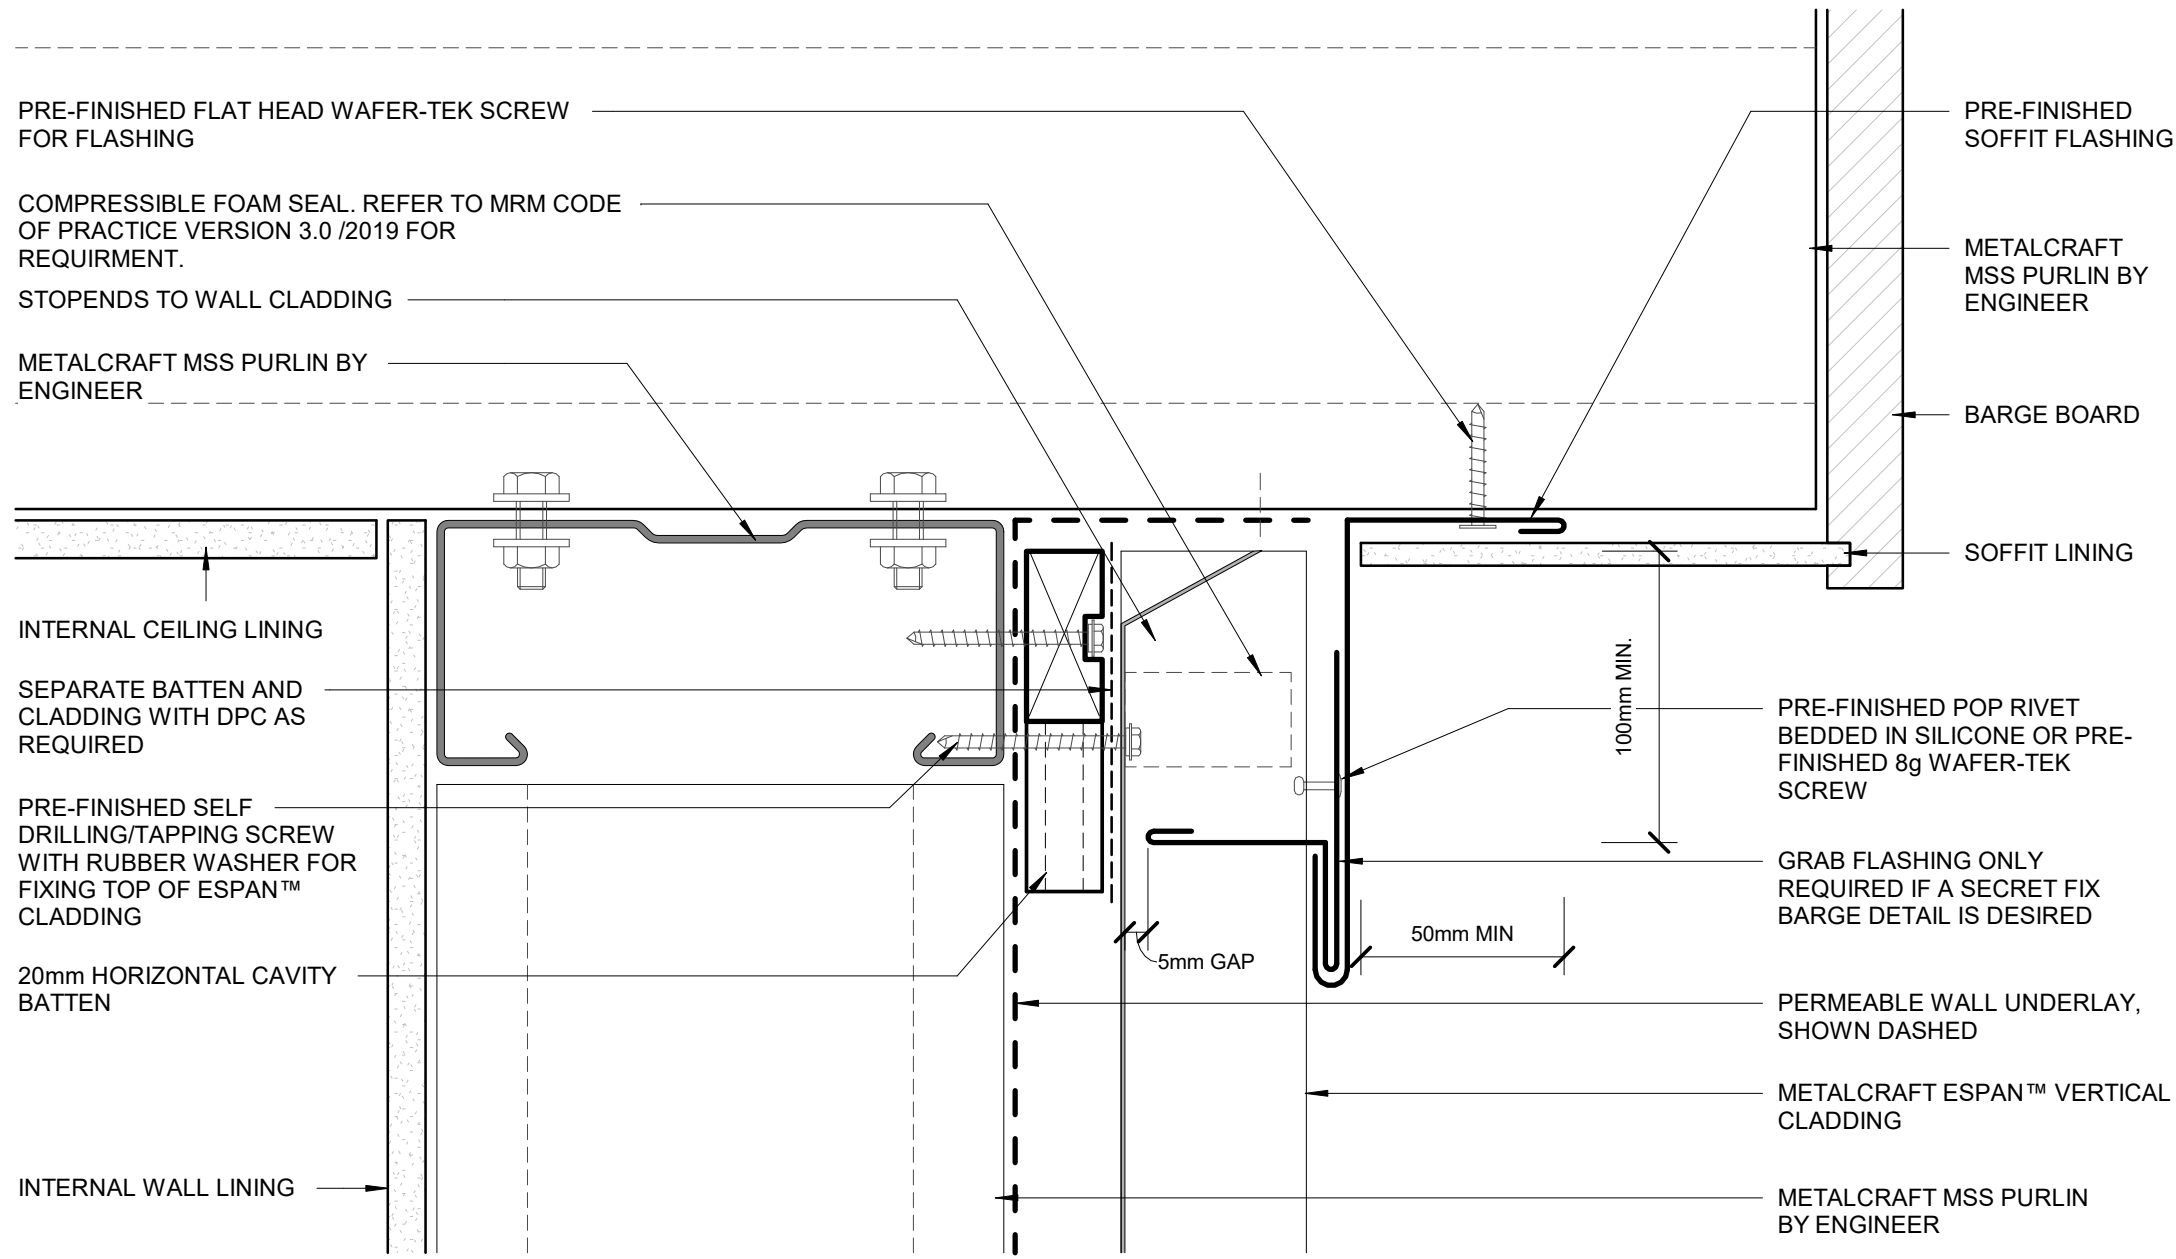 PRE-FINISHED FLAT HEAD WAFER-TEK SCREW
FOR FLASHING
COMPRESSIBLE FOAM SEAL. REFER TO MRM CODE
OF PRACTICE VERSION 3.0 /2019 FOR
REQUIRMENT.
STOPENDS TO WALL CLADDING
METALCRAFT MSS PURLIN BY
ENGINEER
INTERNAL CEILING LINING
SEPARATE BATTEN AND
CLADDING WITH DPC AS
REQUIRED
PRE-FINISHED SELF
DRILLING/TAPPING SCREW
WITH RUBBER WASHER FOR
FIXING TOP OF ESPAN™
CLADDING
20mm HORIZONTAL CAVITY
BATTEN
INTERNAL WALL LINING
5mm GAP
50mm MIN
100mm MIN.
PRE-FINISHED
SOFFIT FLASHING
METALCRAFT
MSS PURLIN BY
ENGINEER
BARGE BOARD
SOFFIT LINING
PRE-FINISHED POP RIVET
BEDDED IN SILICONE OR PRE-
FINISHED 8g WAFER-TEK
SCREW
GRAB FLASHING ONLY
REQUIRED IF A SECRET FIX
BARGE DETAIL IS DESIRED
PERMEABLE WALL UNDERLAY,
SHOWN DASHED
METALCRAFT ESPAN™ VERTICAL
CLADDING
METALCRAFT MSS PURLIN
BY ENGINEER